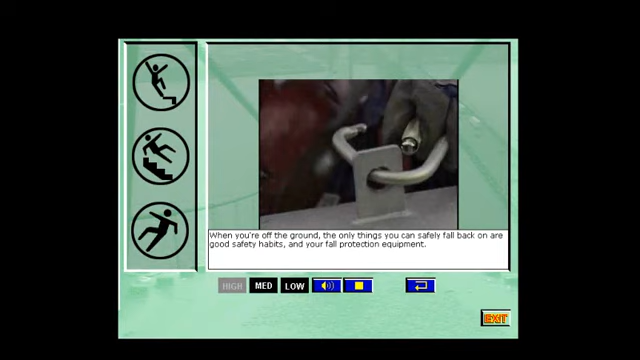 When you're off the ground, the only things you can safely fall back on are
good safety habits, and your fall protection equipment.
HIGH
MED
LOW
EXIT